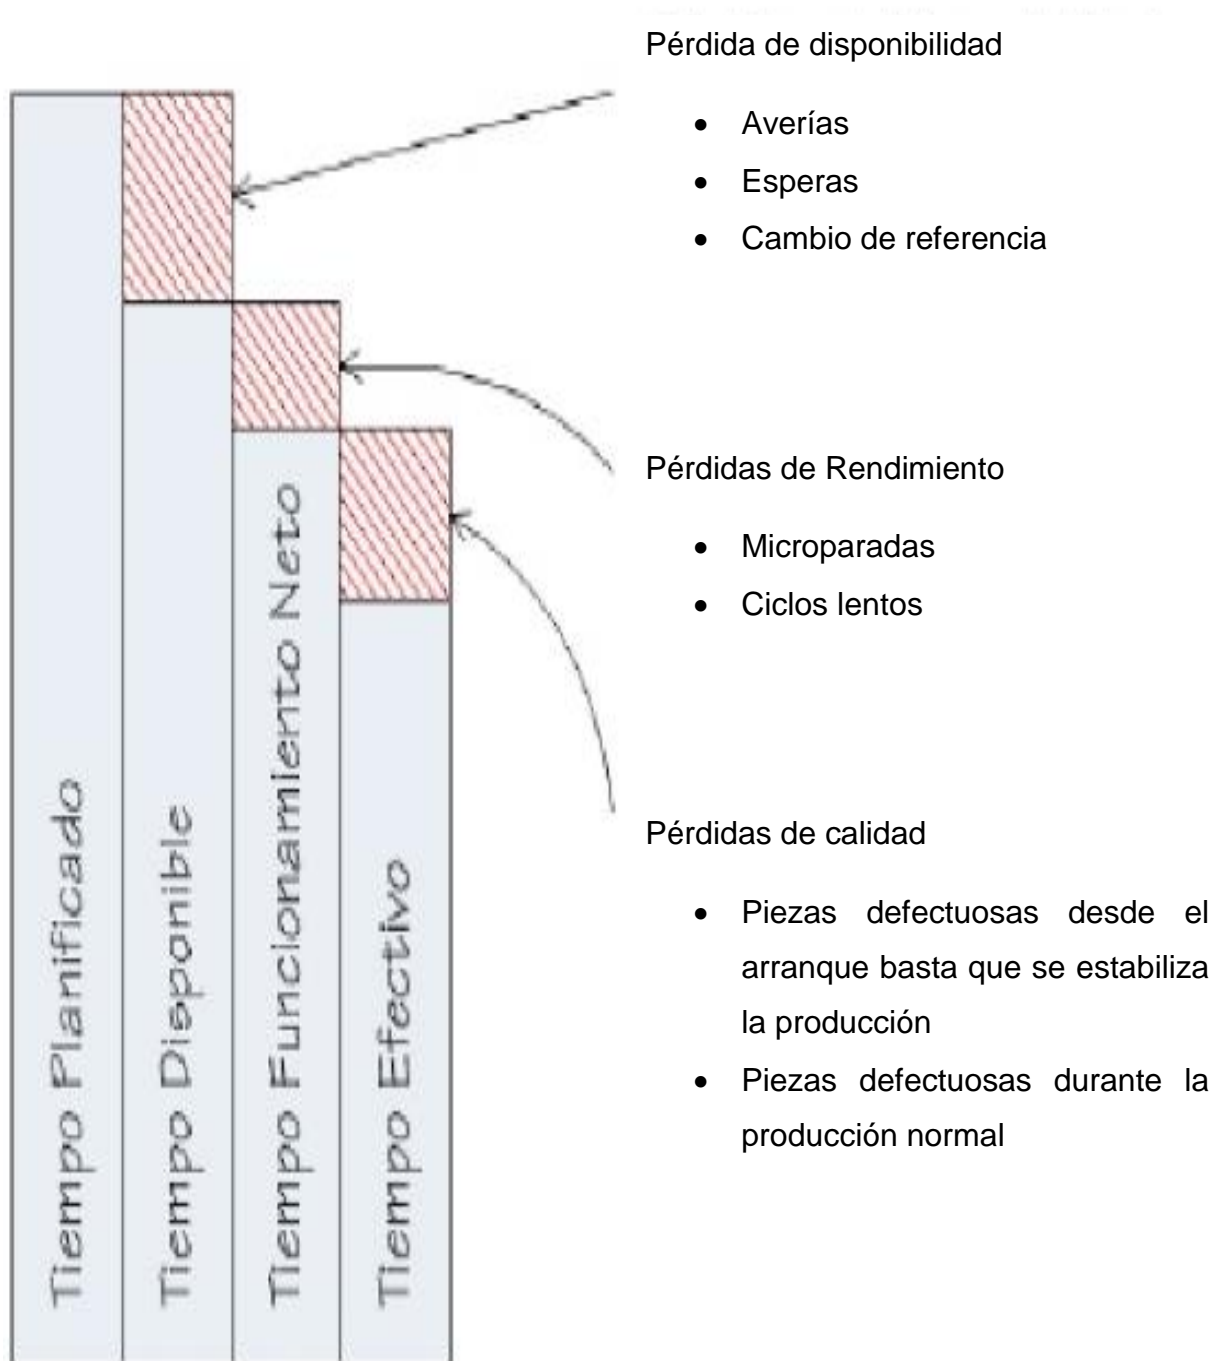 Pérdida de disponibilidad
• Averías
• Esperas
• Cambio de referencia
Pérdidas de Rendimiento
• Microparadas
• Ciclos lentos
Pérdidas de calidad
• Piezas defectuosas desde el
arranque basta que se estabiliza
la producción
• Piezas defectuosas durante la
producción normal
Tiempo Planificado
Tiempo Disponible
Tiempo Funcionamiento Neto
Tiempo Efectivo